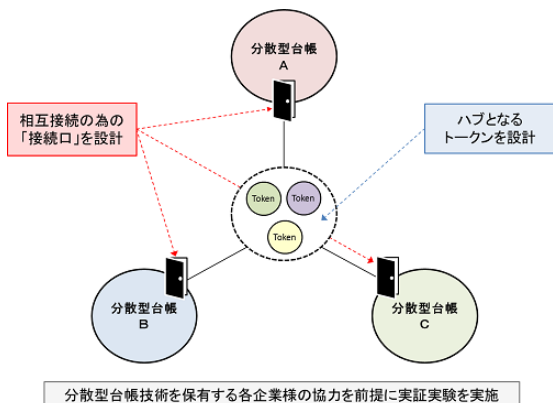 分散型台帳
A
相互接続の為の
「接続口」を設計
ハブとなる
トークンを設計
Token
Token
Token
分散型台帳
B
分散型台帳
C
分散型台帳技術を保有する各企業様の協力を前提に実証実験を実施